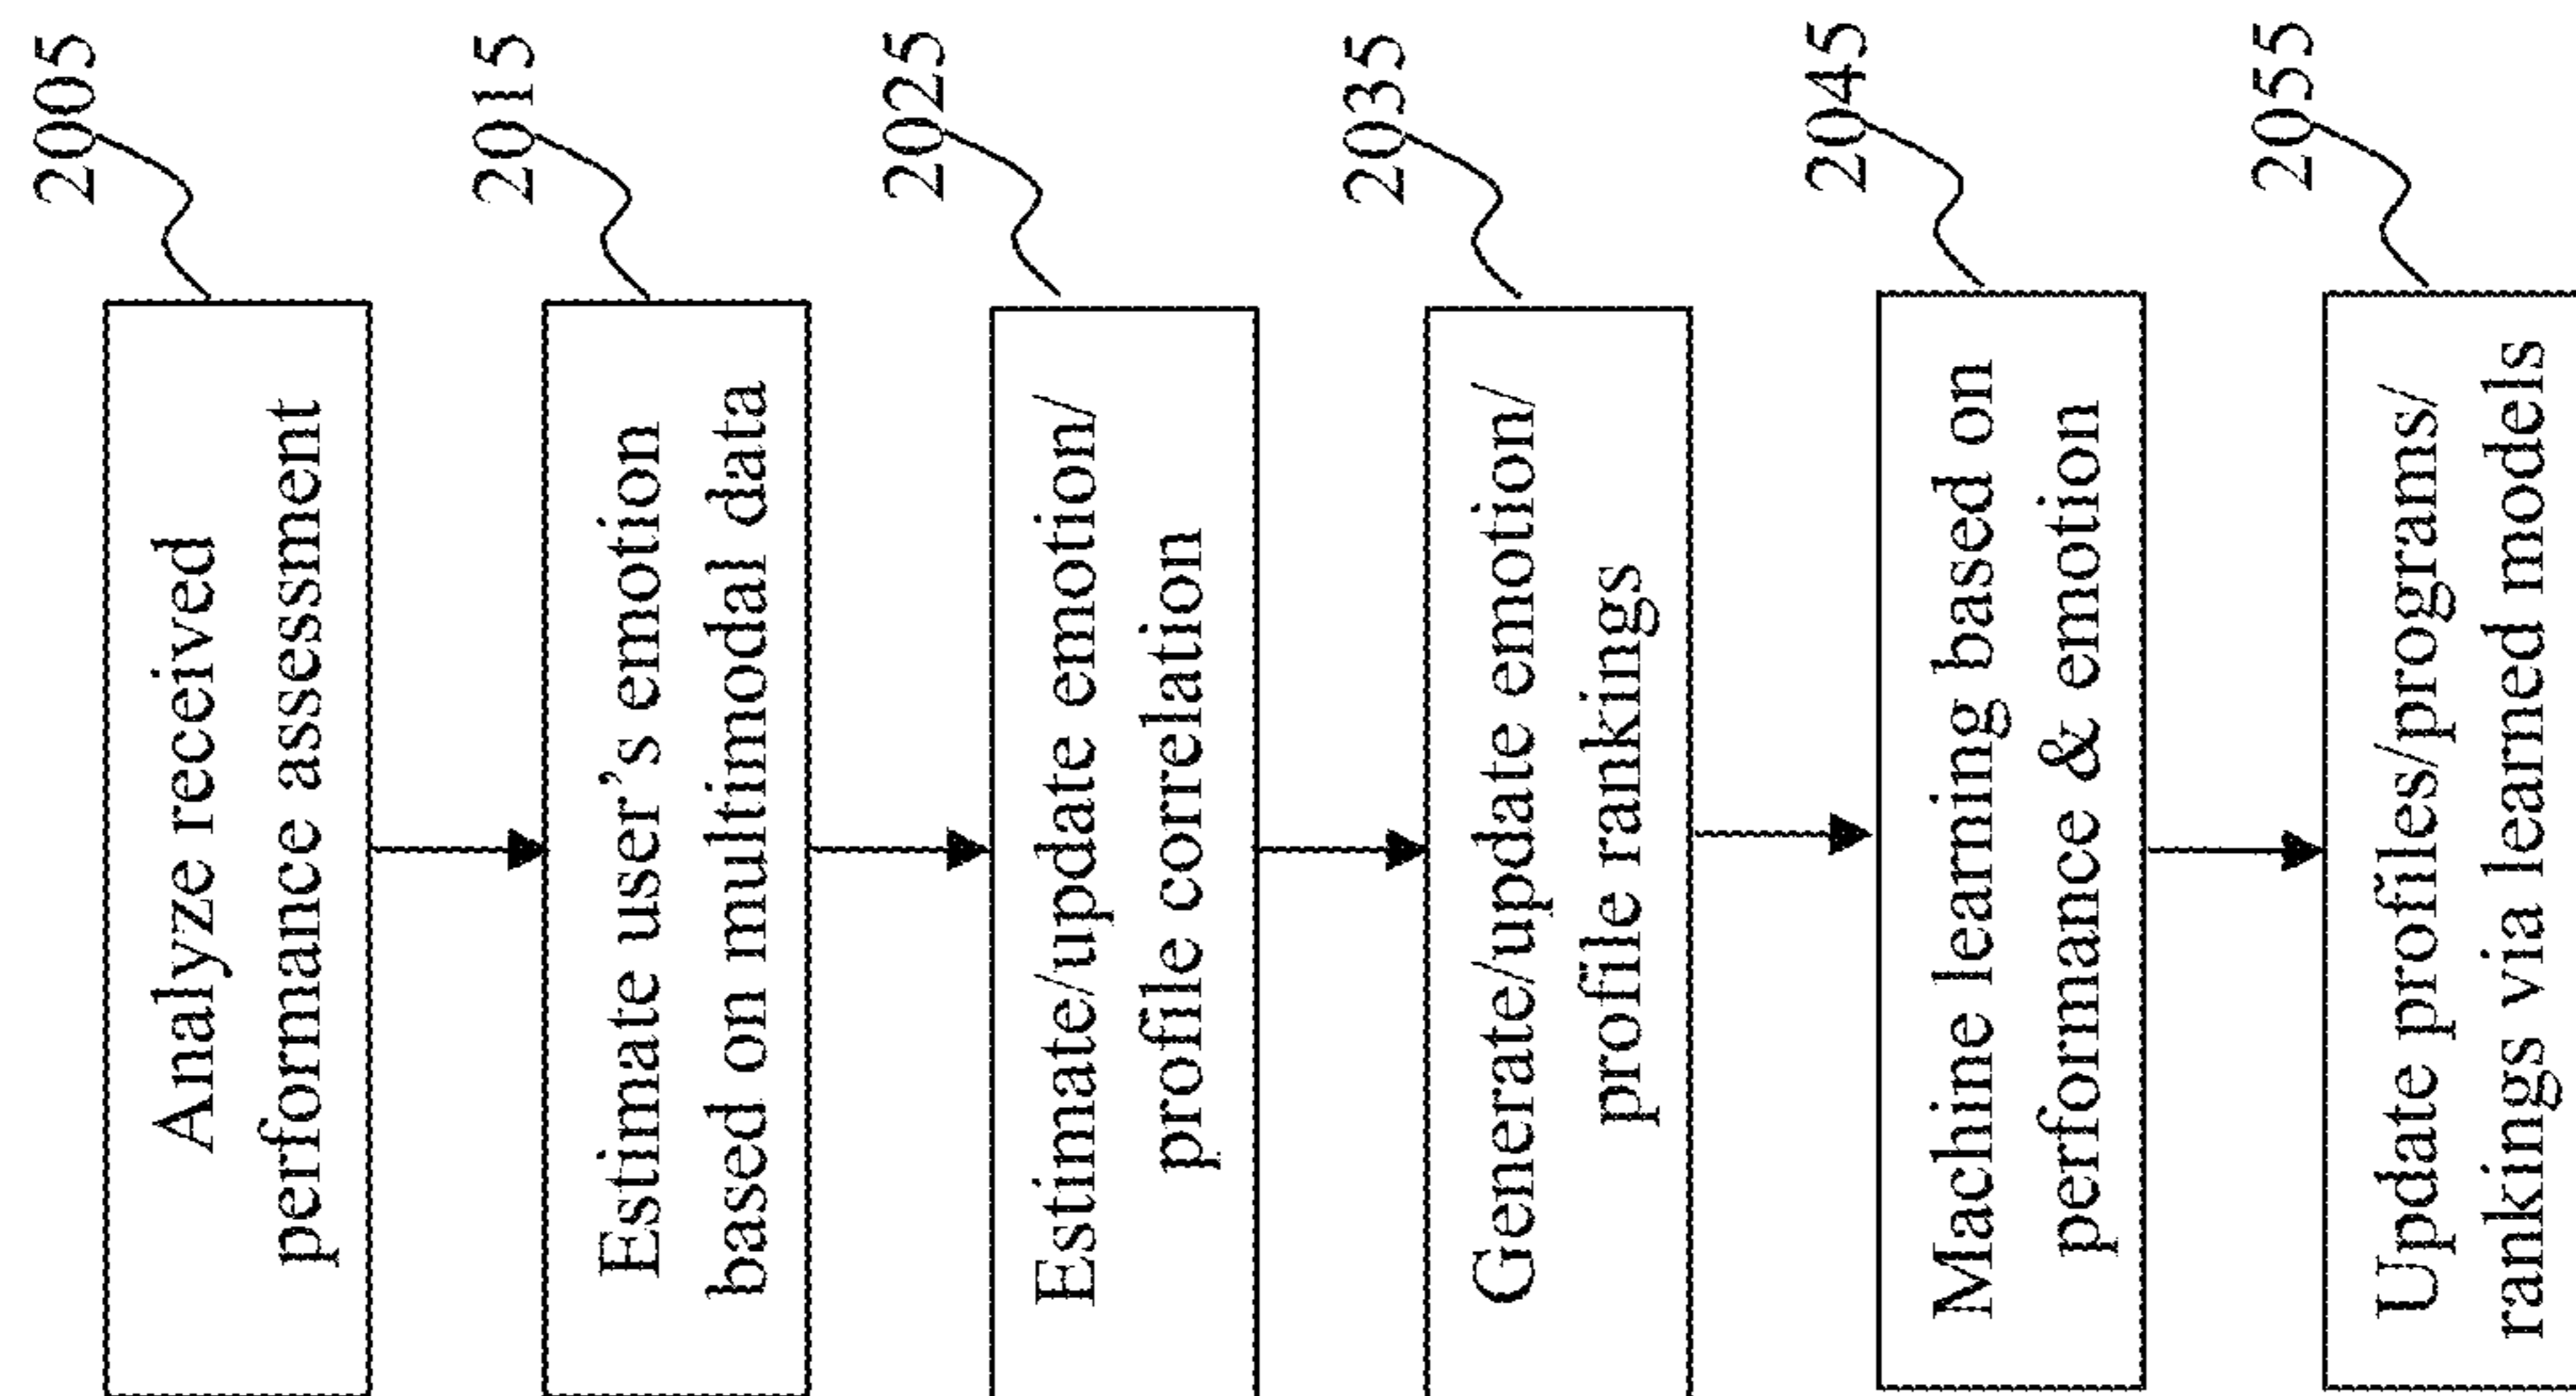 2005
Analyze received
performance assessment
2015
Estimate user's emotion
based on multimodal data
2025
Estimate/update emotion/
profile correlation
2035
Generate/update emotion/
profile rankings
2045
Machine learning based on
performance & emotion
2055
Update profiles/programs/
rankings via learned models